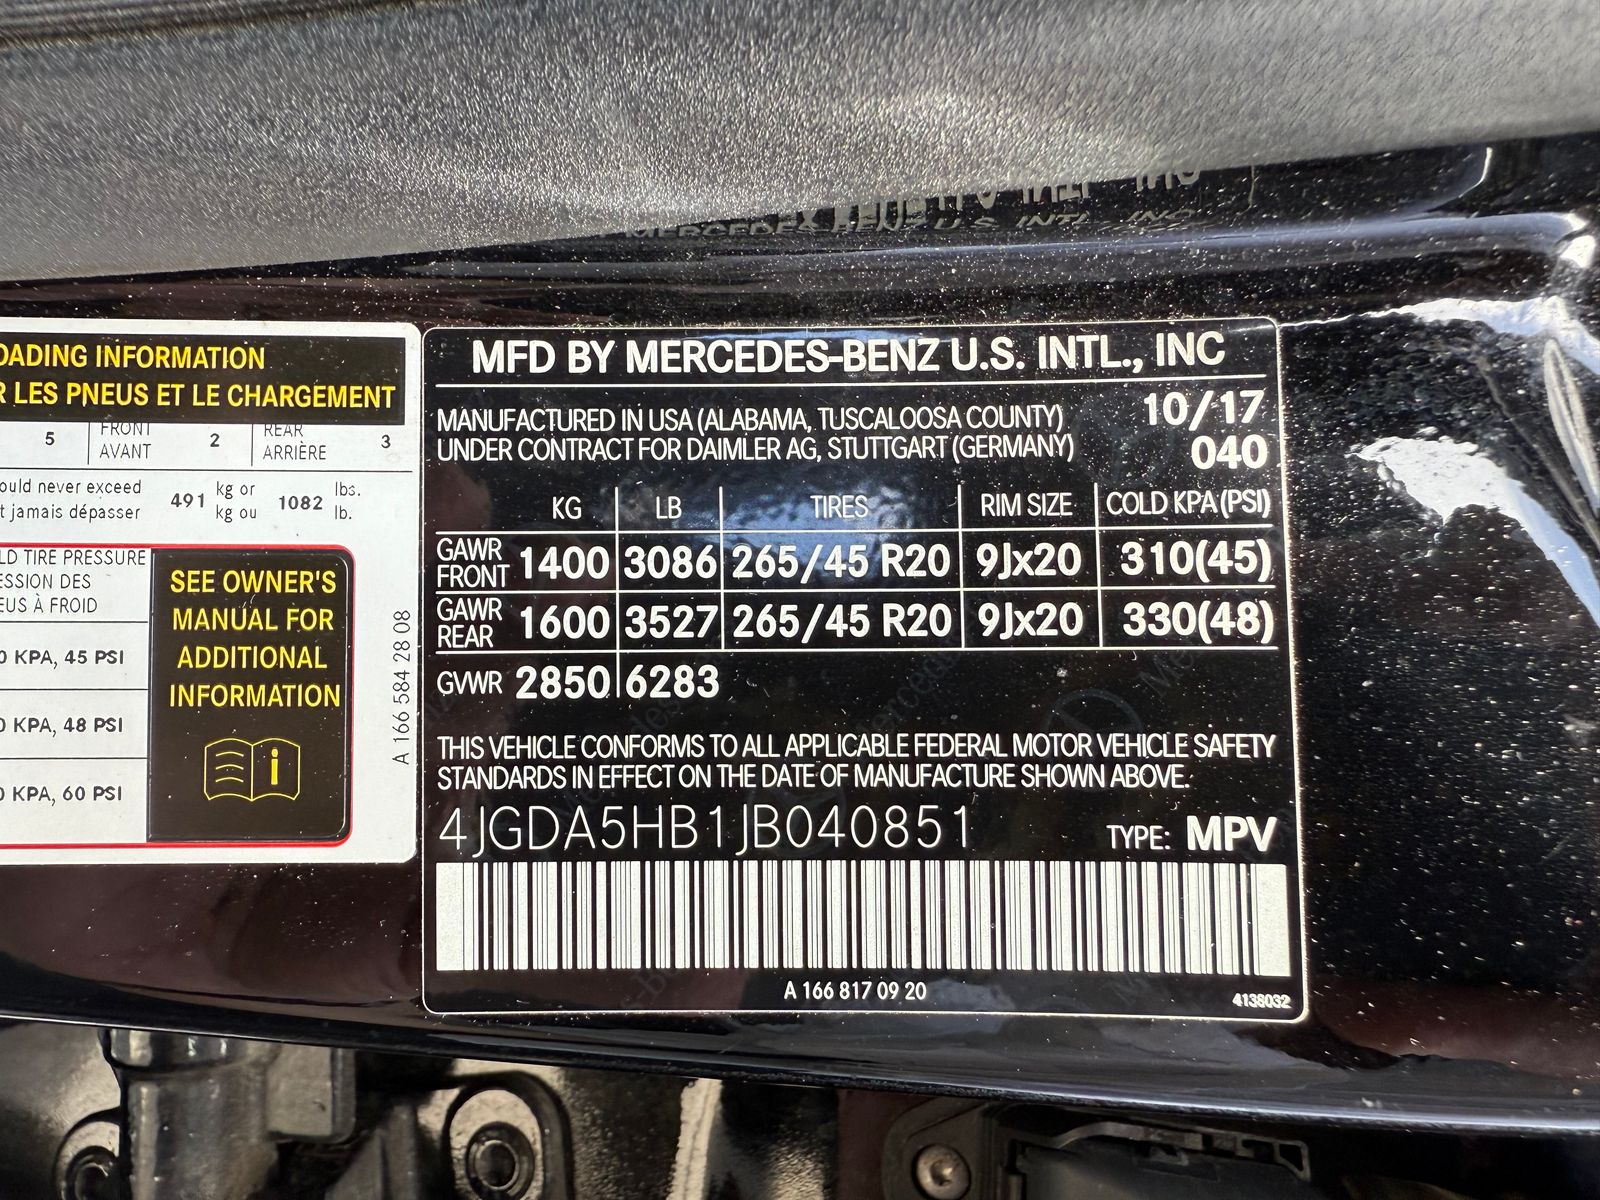 OADING INFORMATION
R LES PNEUS ET LE CHARGEMENT
5 FRONT AVANT 2 REAR ARRIÈRE 3
ould never exceed 491 kg or 1082 lbs.
t jamais dépasser kg ou lb.
LD TIRE PRESSURE
ESSION DES
EUS À FROID
0 KPA, 45 PSI
0 KPA, 48 PSI
0 KPA, 60 PSI
SEE OWNER'S
MANUAL FOR
ADDITIONAL
INFORMATION
i
A 166 584 28 08
MFD BY MERCEDES-BENZ U.S. INTL., INC
MANUFACTURED IN USA (ALABAMA, TUSCALOOSA COUNTY) 10/17
UNDER CONTRACT FOR DAIMLER AG, STUTTGART (GERMANY) 040
KG LB TIRES RIM SIZE COLD KPA (PSI)
GAWR FRONT 1400 3086 265/45 R20 9Jx20 310(45)
GAWR REAR 1600 3527 265/45 R20 9Jx20 330(48)
GVWR 2850 6283
THIS VEHICLE CONFORMS TO ALL APPLICABLE FEDERAL MOTOR VEHICLE SAFETY
STANDARDS IN EFFECT ON THE DATE OF MANUFACTURE SHOWN ABOVE.
4JGDA5HB1JB040851 TYPE: MPV
A 166 817 09 20
4138032